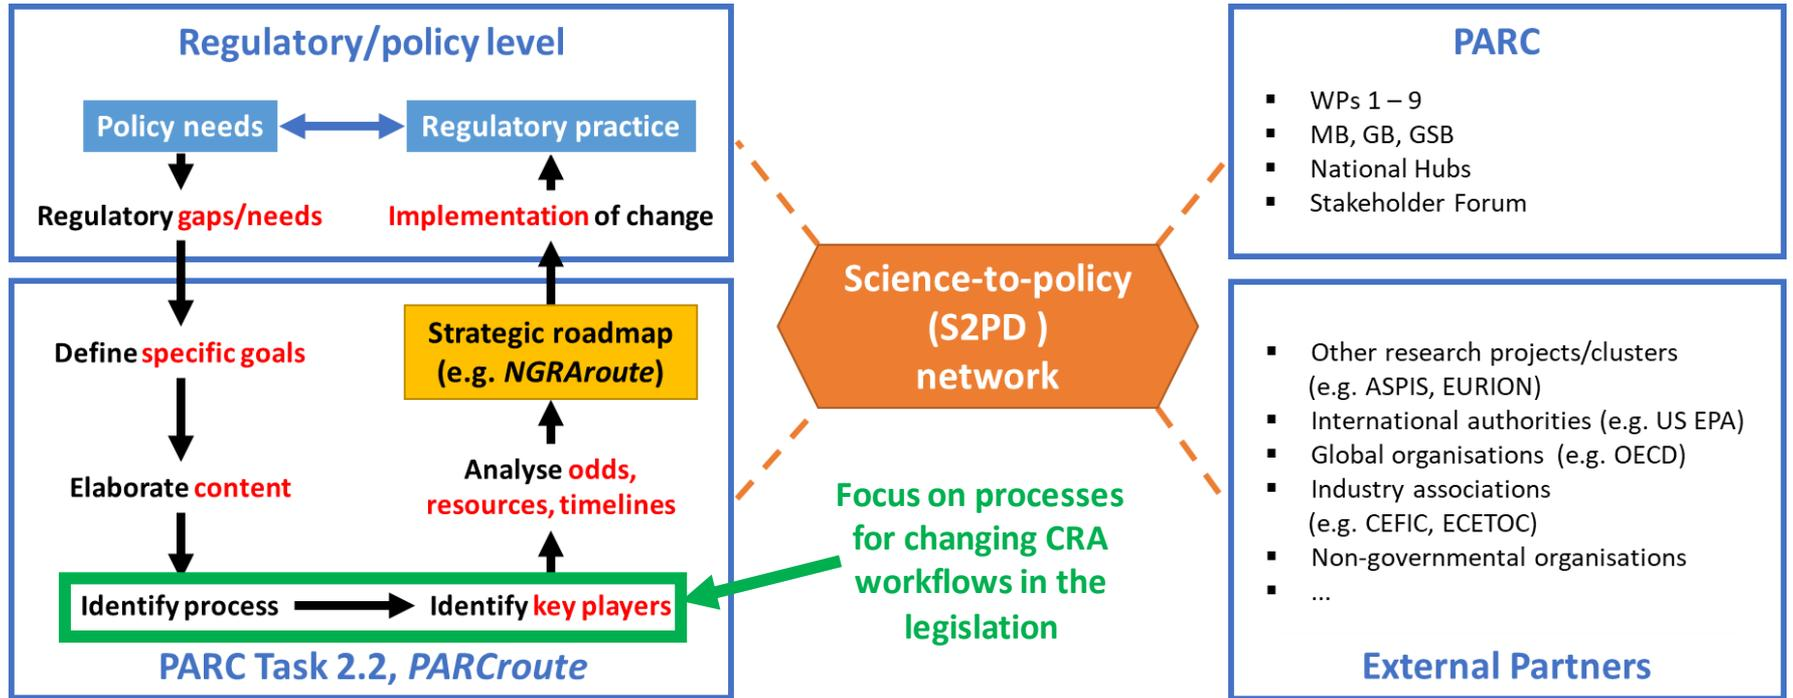 Regulatory/policy level
Policy needs
Regulatory practice
Regulatory gaps/needs
Implementation of change
Define specific goals
Strategic roadmap
(e.g. NGRAroute)
Elaborate content
Analyse odds,
resources, timelines
Identify process
Identify key players
PARC Task 2.2, PARCroute
Science-to-policy
(S2PD )
network
Focus on processes
for changing CRA
workflows in the
legislation
PARC
▪ WPs 1 – 9
▪ MB, GB, GSB
▪ National Hubs
▪ Stakeholder Forum
▪ Other research projects/clusters
(e.g. ASPIS, EURION)
▪ International authorities (e.g. US EPA)
▪ Global organisations (e.g. OECD)
▪ Industry associations
(e.g. CEFIC, ECETOC)
▪ Non-governmental organisations
▪ ...
External Partners